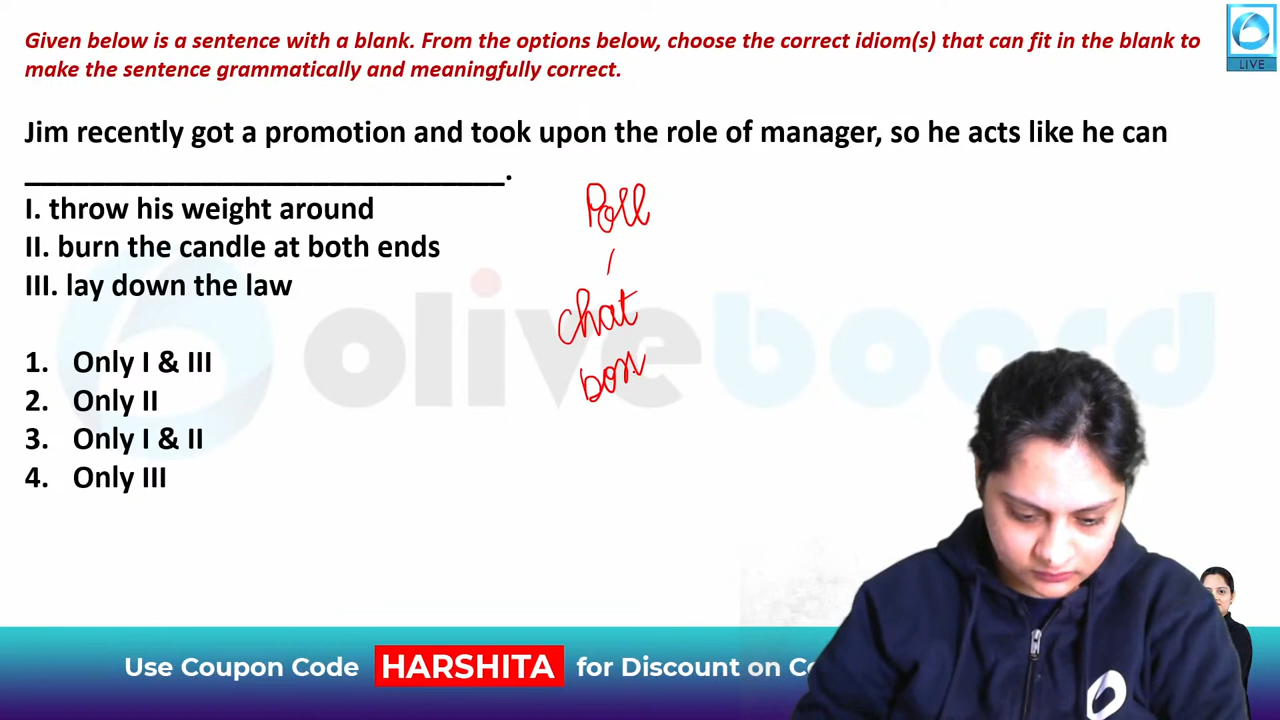 Given below is a sentence with a blank. From the options below, choose the correct idiom(s) that can fit in the blank to
make the sentence grammatically and meaningfully correct.
LIVE
Jim recently got a promotion and took upon the role of manager, so he acts like he can
______________________________.
I. throw his weight around
II. burn the candle at both ends
III. lay down the law
Poll
/
chat
box
oliveboard
1. Only I & III
2. Only II
3. Only I & II
4. Only III
Use Coupon Code HARSHITA for Discount on Co